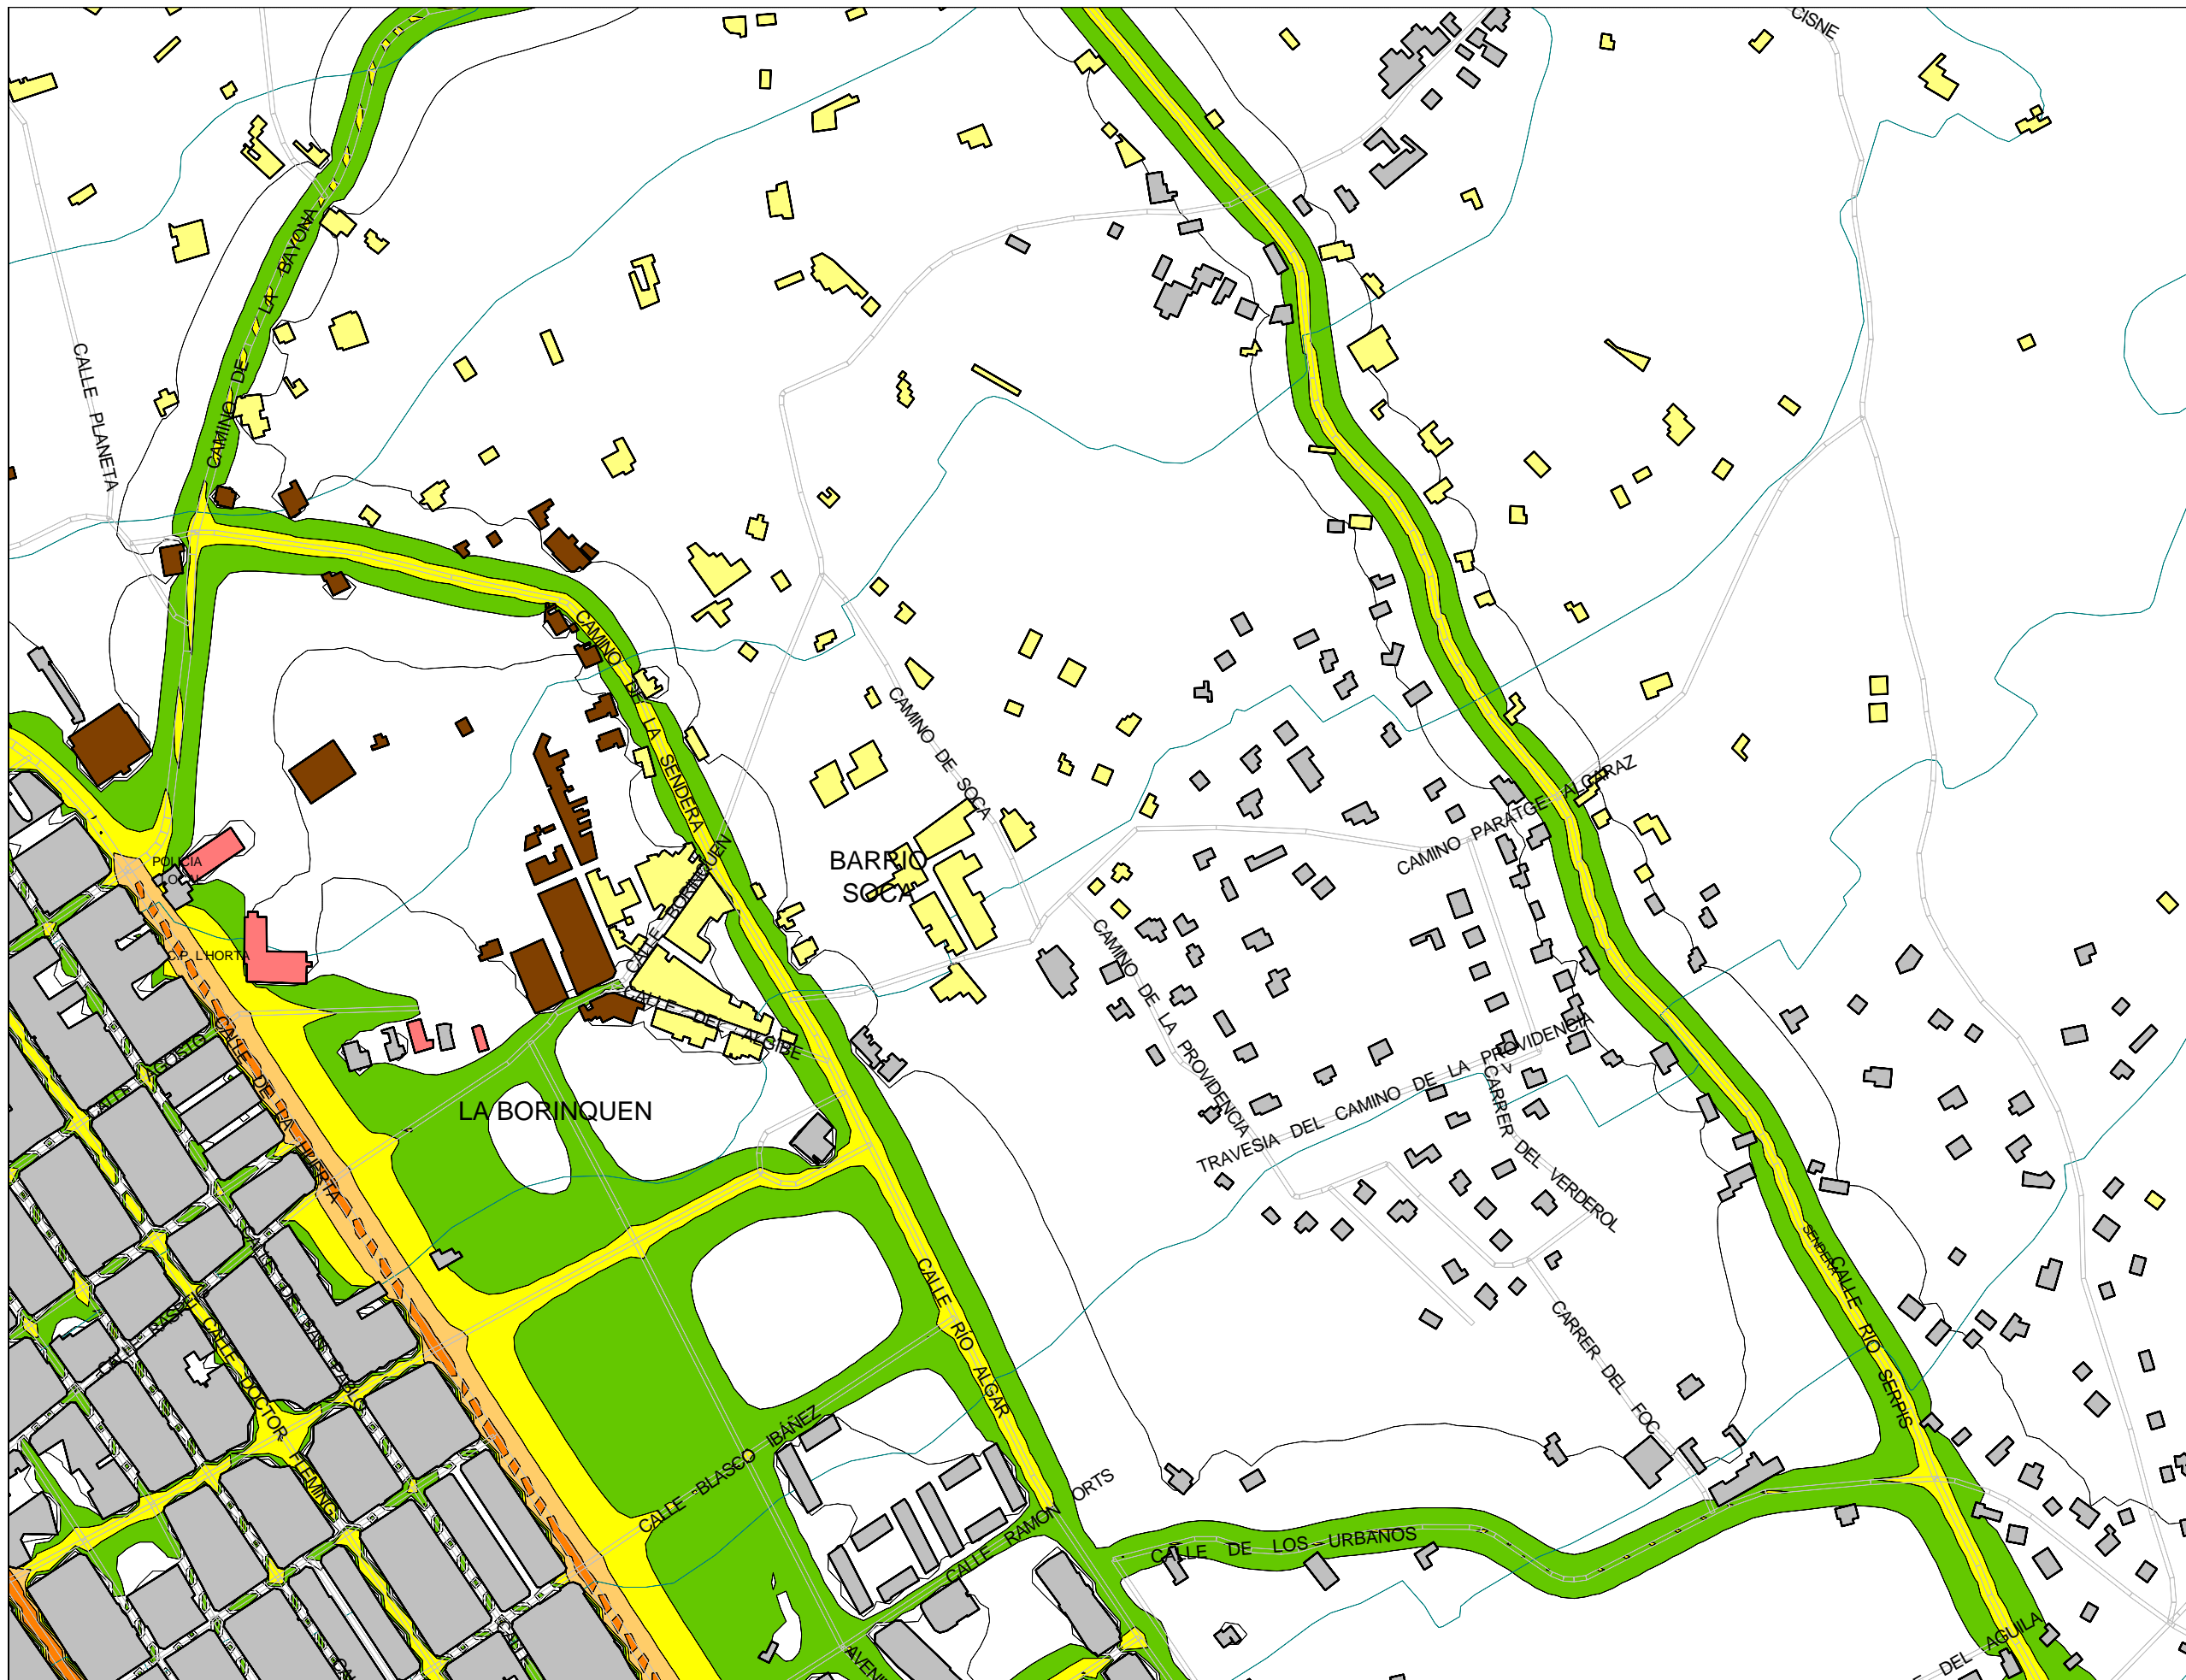 CISNE
CAMINO DE LA BAYONA
CALLE PLANETA
CAMINO DE LA SENDERA
CAMINO DE SOCA
CAMINO PARATGE ALGARAZ
BARRIO
SOCA
POLICIA
C.P. L'HORTA
CALLE BORINQUEN
CALLE DEL ALGIBE
CAMINO DE LA PROVIDENCIA
TRAVESIA DEL CAMINO DE LA PROVIDENCIA
CARRER DEL VERDEROL
LA BORINQUEN
CALLE DE LA HUERTA
CALLE RÍO ALGAR
SENDERA
CALLE RIO SERPIS
CARRER DEL FOC
CALLE DOCTOR FLEMING
CALLE BLASCO IBÁÑEZ
CALLE RAMON ORTS
CALLE DE LOS URBANOS
DEL AGUILA